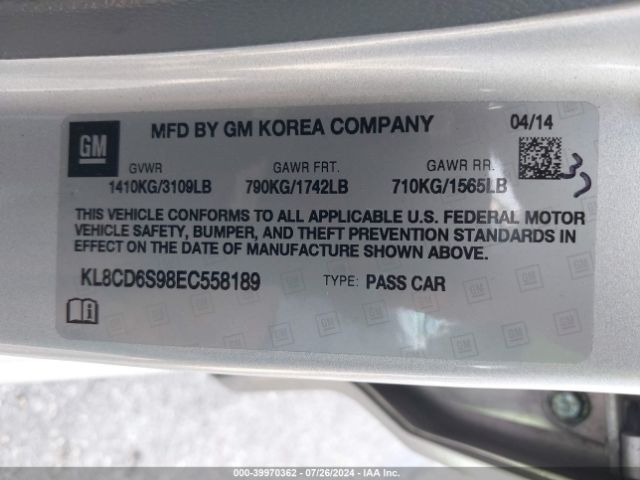 GM
MFD BY GM KOREA COMPANY 04/14
GVWR GAWR FRT. GAWR RR.
1410KG/3109LB 790KG/1742LB 710KG/1565LB
THIS VEHICLE CONFORMS TO ALL APPLICABLE U.S. FEDERAL MOTOR
VEHICLE SAFETY, BUMPER, AND THEFT PREVENTION STANDARDS IN
EFFECT ON THE DATE OF MANUFACTURE SHOWN ABOVE.
KL8CD6S98EC558189 TYPE: PASS CAR
000-39970362 | 07/26/2024 | IAA Inc.